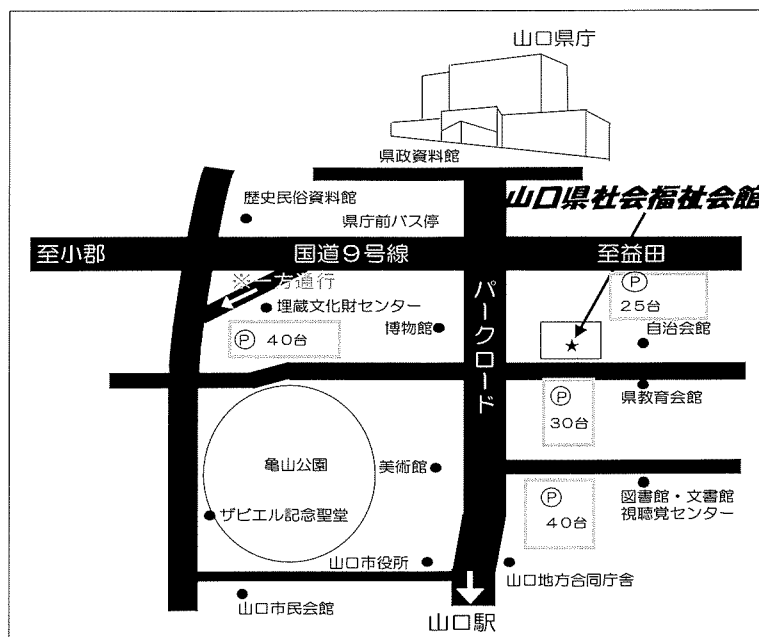 山口県庁
県政資料館
山口県社会福祉会館
歴史民俗資料館
県庁前バス停
至小郡
国道9号線
至益田
※一方通行
パークロード
Ⓟ
25台
埋蔵文化財センター
Ⓟ 40台
博物館
★
自治会館
県教育会館
Ⓟ
30台
亀山公園
美術館
ザビエル記念聖堂
Ⓟ
40台
図書館・文書館
視聴覚センター
山口市役所
山口地方合同庁舎
山口市民会館
山口駅